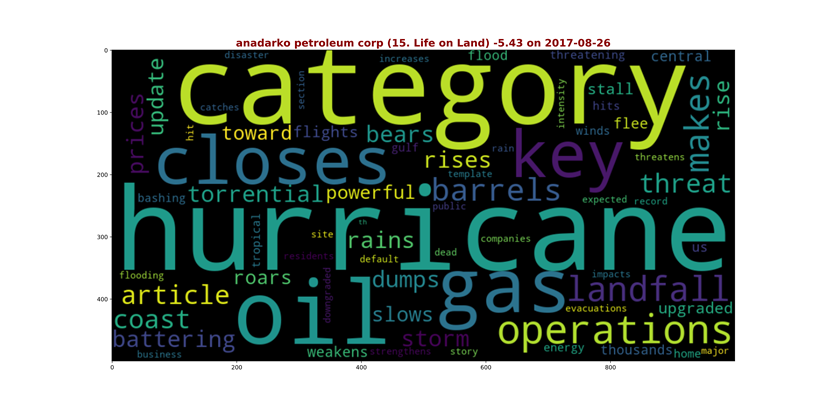 anadarko petroleum corp (15. Life on Land) -5.43 on 2017-08-26
0
100
200
300
400
0 200 400 600 800
disaster increases flood threatening central
category
prices update catches section intensity stall hits rise
hit toward flights bears winds flee makes
closes gulf rain rises key threatens
template
bashing torrential powerful barrels expected record threat
public
hurricane
tropical site th rains dead companies us
residents default
flooding roars dumps gas impacts landfall
article downgraded oil evacuations upgraded
coast slows operations
battering storm
business weakens strengthens story energy thousands home major